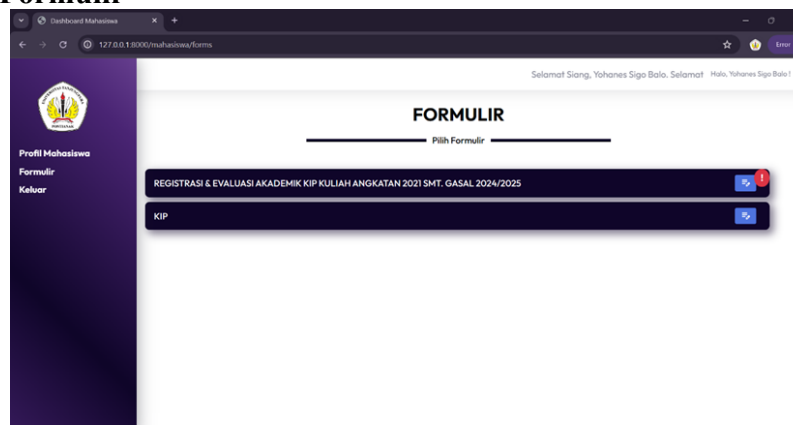 Formulir
Dashboard Mahasiswa
127.0.0.1:8000/mahasiswa/forms
Error
Selamat Siang, Yohanes Sigo Balo, Selamat
Halo, Yohanes Sigo Balo !
FORMULIR
Pilih Formulir
Profil Mahasiswa
Formulir
Keluar
REGISTRASI & EVALUASI AKADEMIK KIP KULIAH ANGKATAN 2021 SMT. GASAL 2024/2025
!
KIP